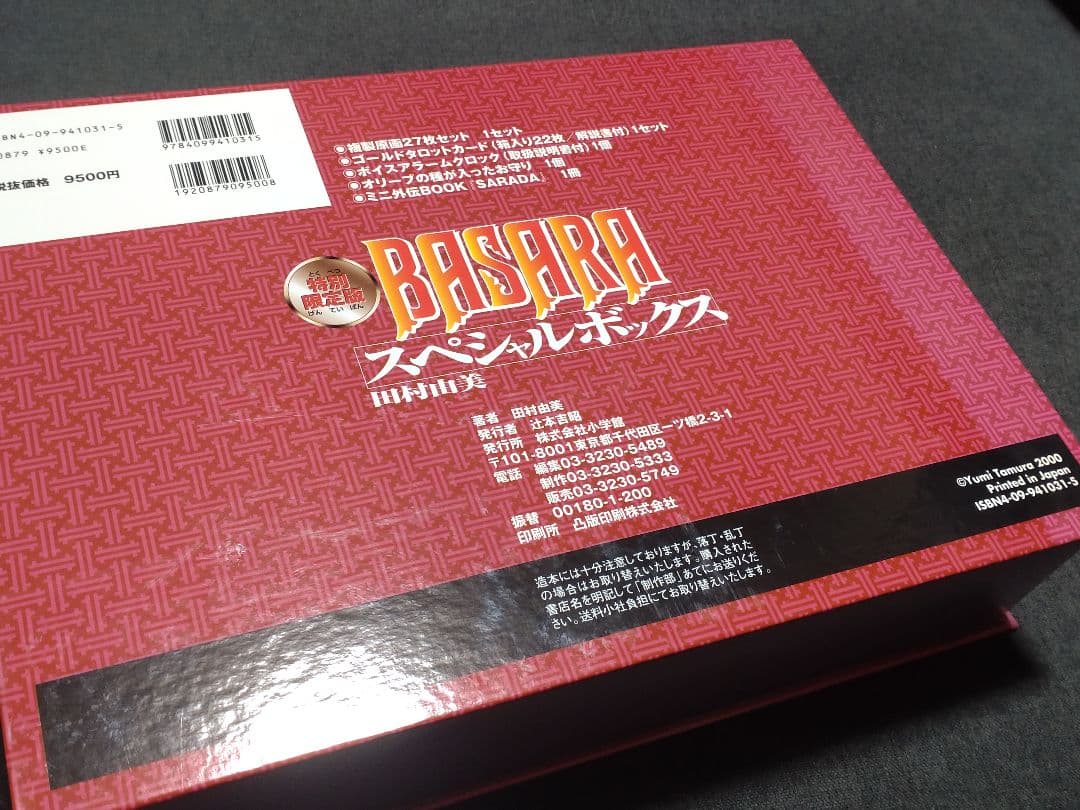 BN4-09-941031-5
0879 ¥9500E
税抜価格 9500円
9784099410315
1920879095008
●複製原画27枚セット 1セット
●ゴールドタロットカード（箱入り22枚／解説書付）1セット
●ボイスアラームクロック（取扱説明書付）1個
●オリーブの種が入ったお守り 1個
●ミニ外伝BOOK『SARADA』 1冊
とくべつ
特別
限定版
げんていばん
BASARA
スペシャルボックス
田村由美
著者 田村由美
発行者 辻本吉昭
発行所 株式会社小学館
〒101-8001東京都千代田区一ツ橋2-3-1
電話 編集03-3230-5489
制作03-3230-5333
販売03-3230-5749
振替 00180-1-200
印刷所 凸版印刷株式会社
造本には十分注意しておりますが、落丁・乱丁
の場合はお取り替えいたします。購入された
書店名を明記して「制作部」あてにお送りくだ
さい。送料小社負担にてお取り替えいたします。
©Yumi Tamura 2000
Printed in Japan
ISBN4-09-941031-5